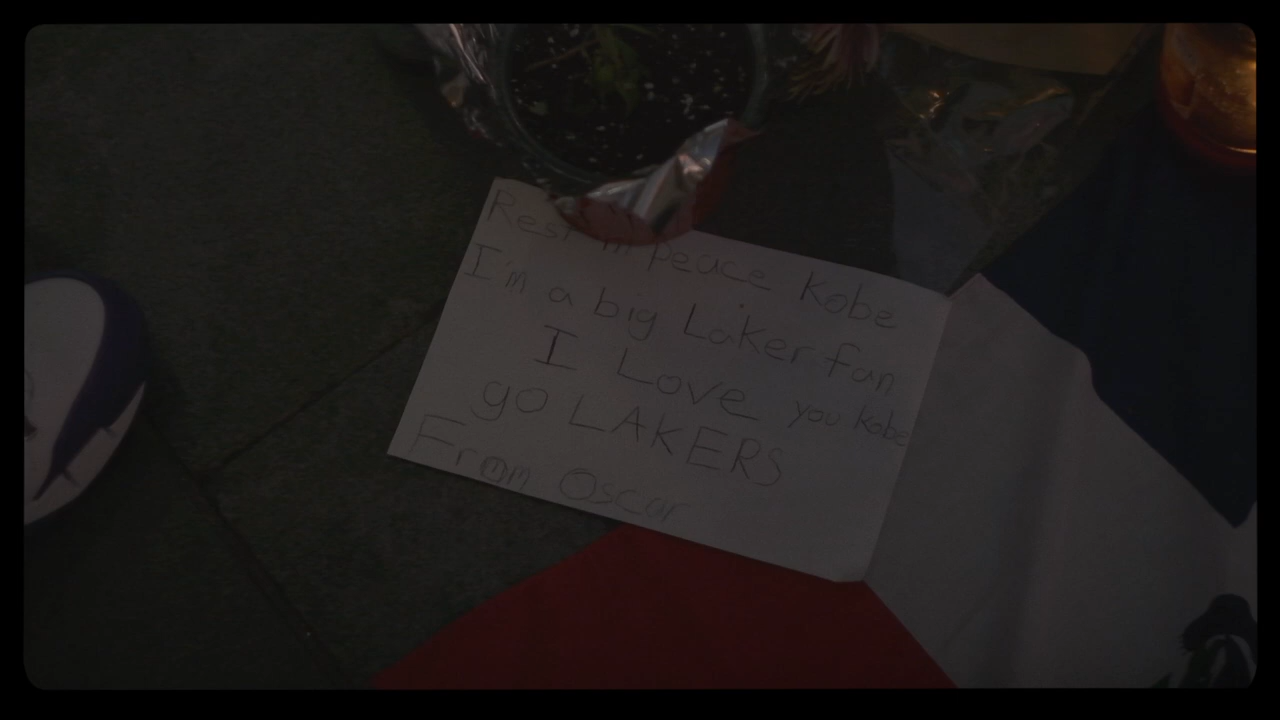 Rest in peace Kobe
I'm a big Laker fan
I Love you Kobe
go LAKERS
From Oscar